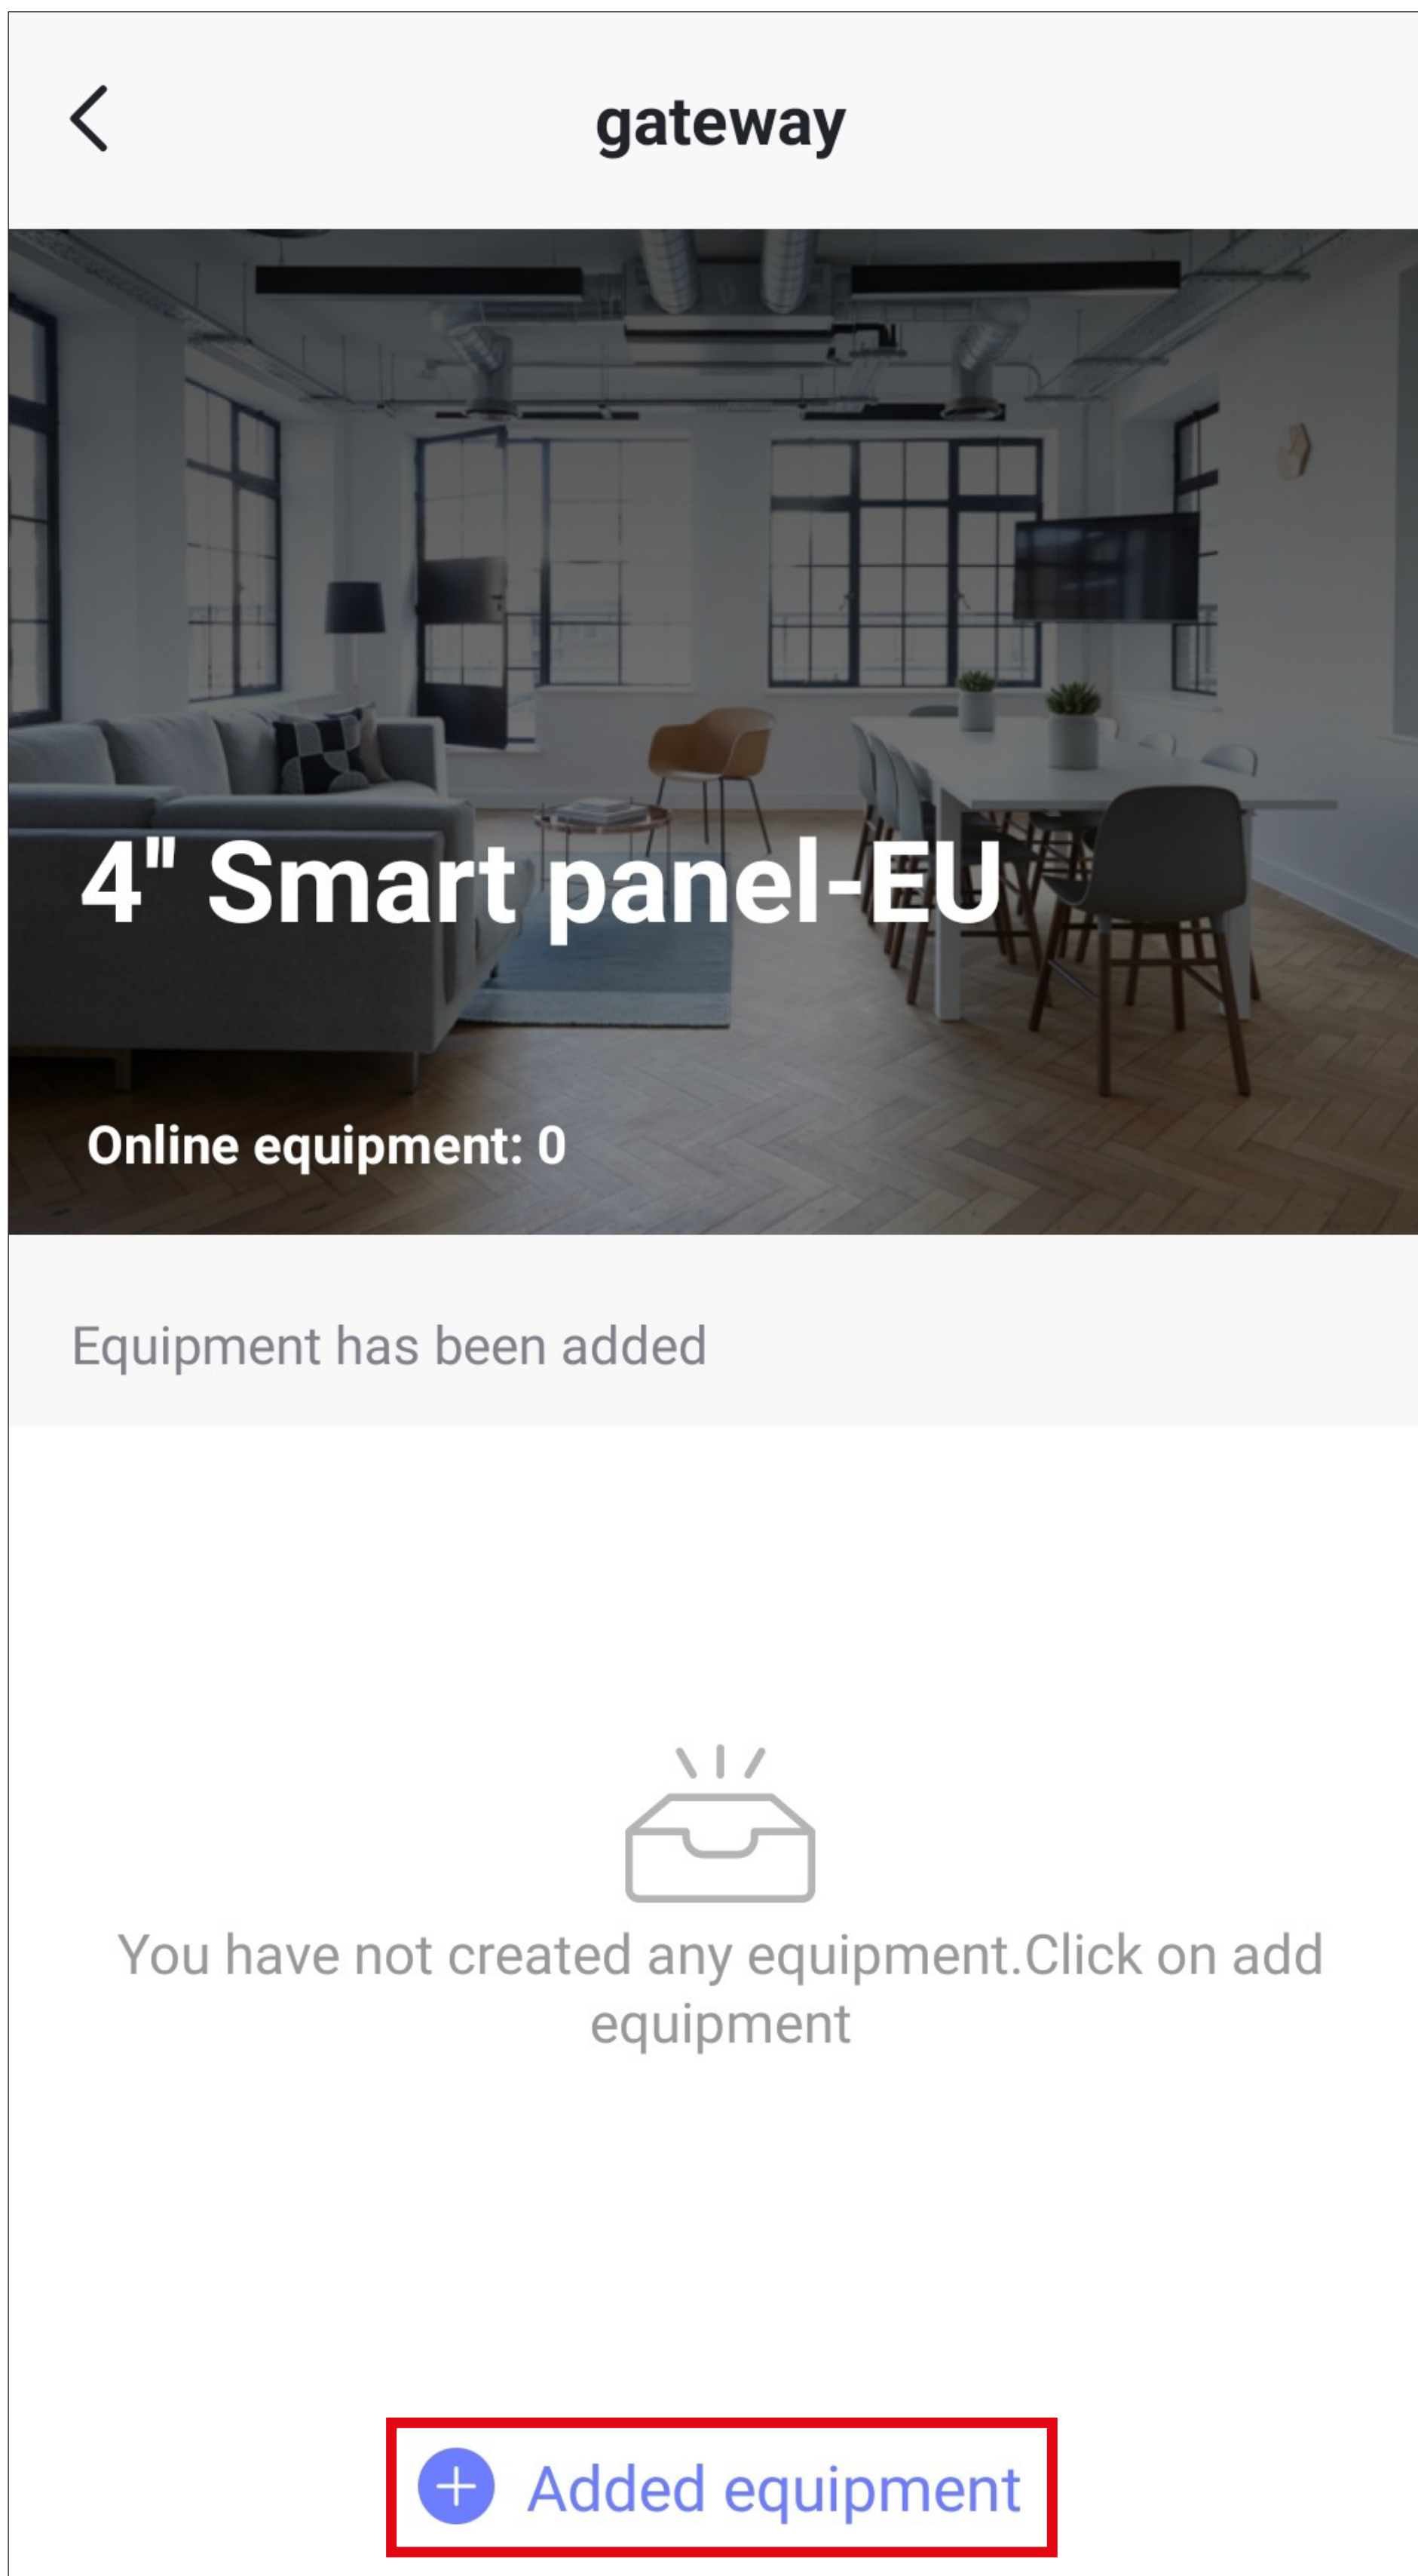 gateway
4" Smart panel-EU
Online equipment: 0
Equipment has been added
You have not created any equipment.Click on add
equipment
Added equipment